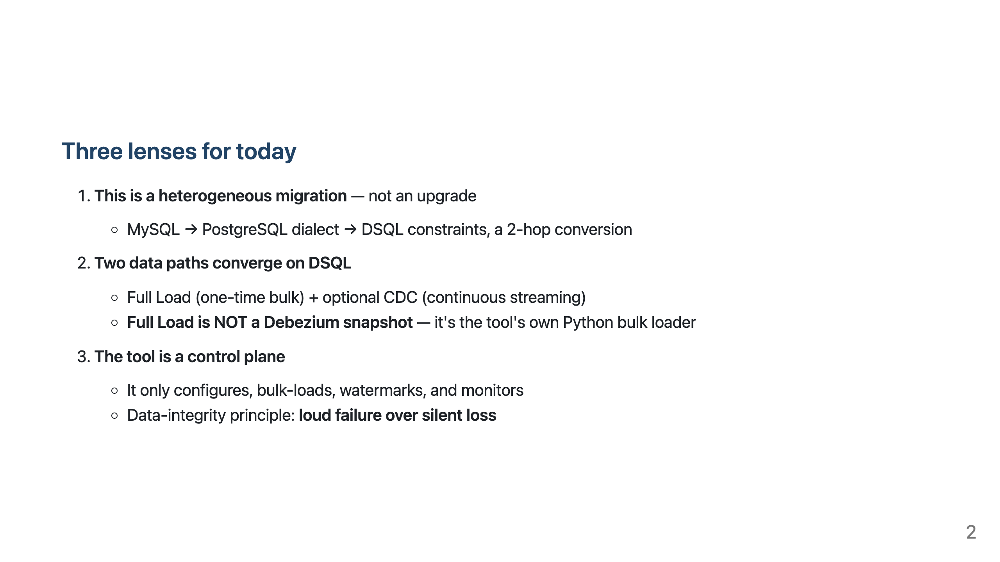 Three lenses for today
1. This is a heterogeneous migration — not an upgrade
○ MySQL → PostgreSQL dialect → DSQL constraints, a 2-hop conversion
2. Two data paths converge on DSQL
○ Full Load (one-time bulk) + optional CDC (continuous streaming)
○ Full Load is NOT a Debezium snapshot — it's the tool's own Python bulk loader
3. The tool is a control plane
○ It only configures, bulk-loads, watermarks, and monitors
○ Data-integrity principle: loud failure over silent loss
2